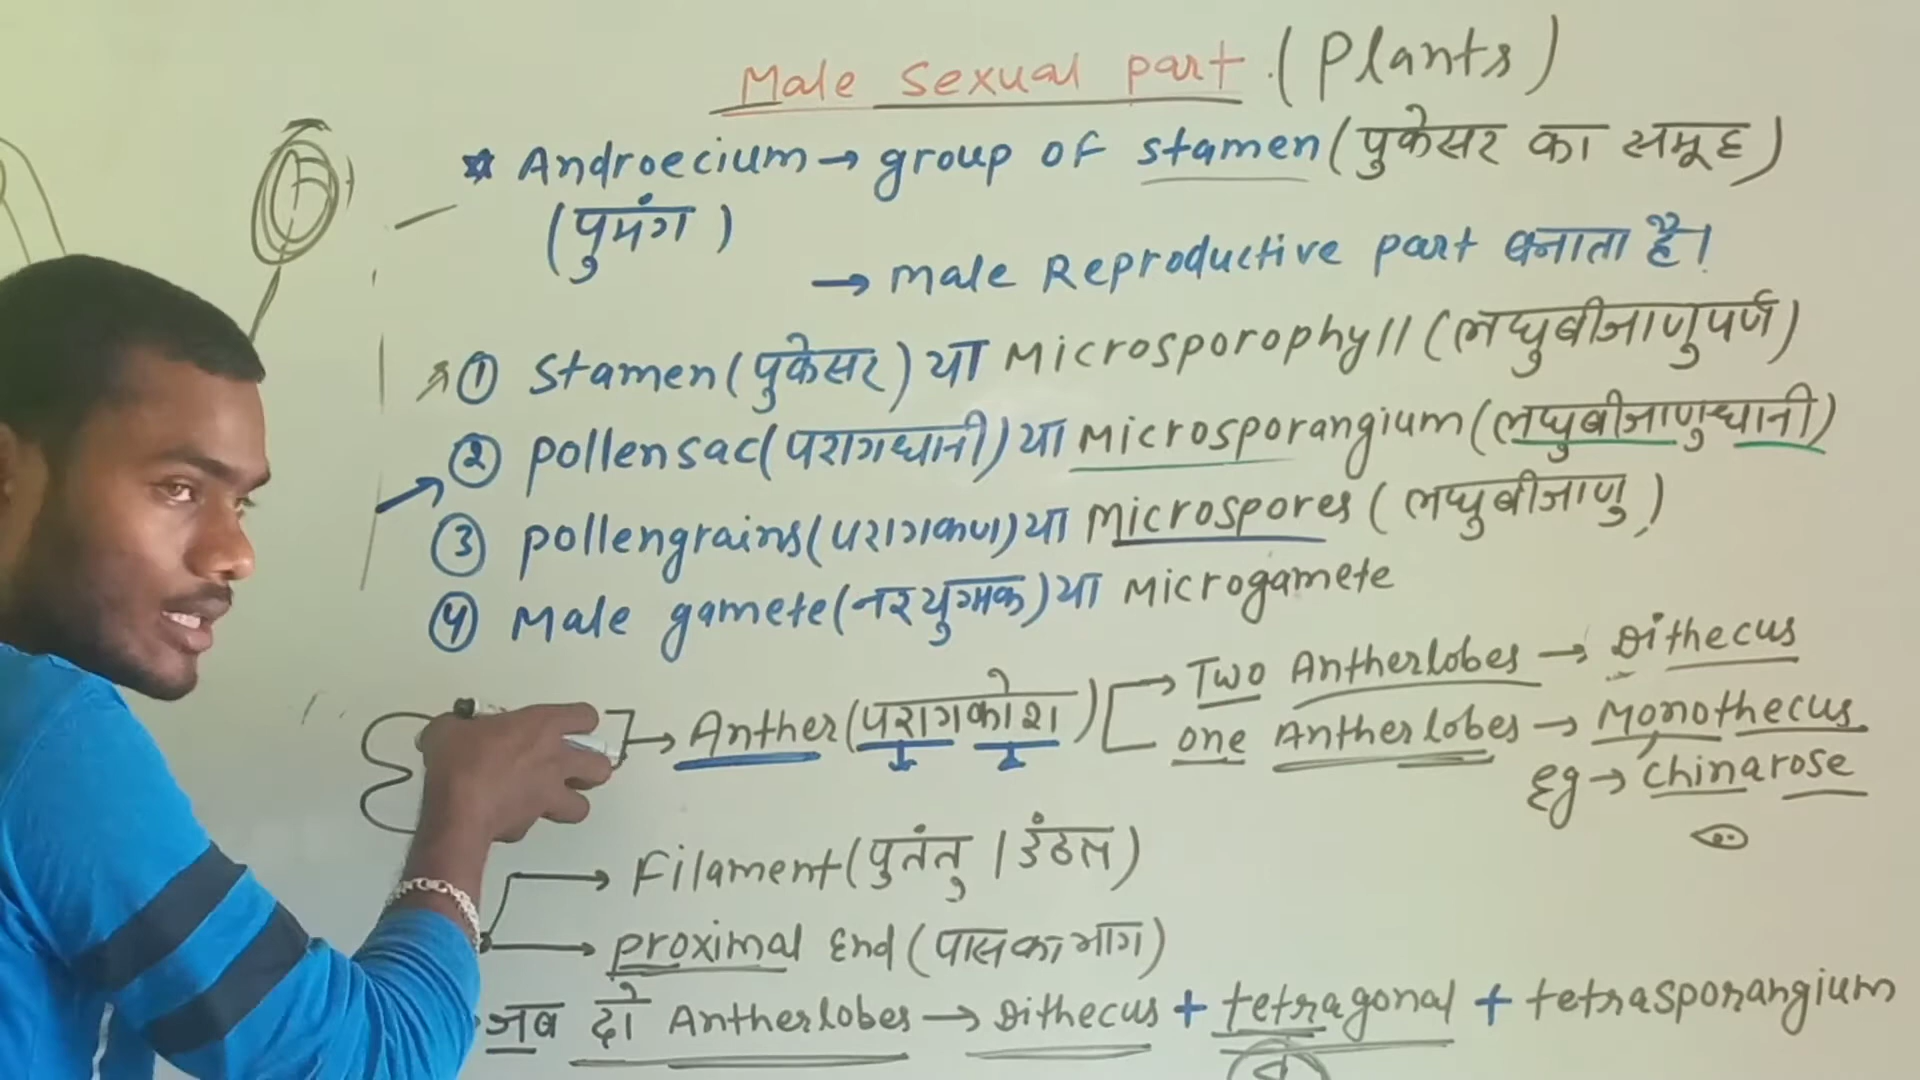 Male sexual part (Plants)
* Androecium → group of stamen (पुकेसर का समूह)
(पुमंग)
→ Male Reproductive part बनाता है।
① Stamen (पुकेसर) या Microsporophyll (लघुबीजाणुपर्ण)
② Pollensac (परागधानी) या Microsporangium (लघुबीजाणुधानी)
③ Pollengrains (परागकण) या Microspores (लघुबीजाणु)
④ Male gamete (नरयुग्मक) या Microgamete
→ Anther (परागकोश)
Two Antherlobes → Dithecus
one Antherlobes → Monothecus
Eg → Chinarose
→ Filament (पुतंतु / डंठल)
→ Proximal End (पास का भाग)
जब दो Antherlobes → Dithecus + tetragonal + tetrasporangium